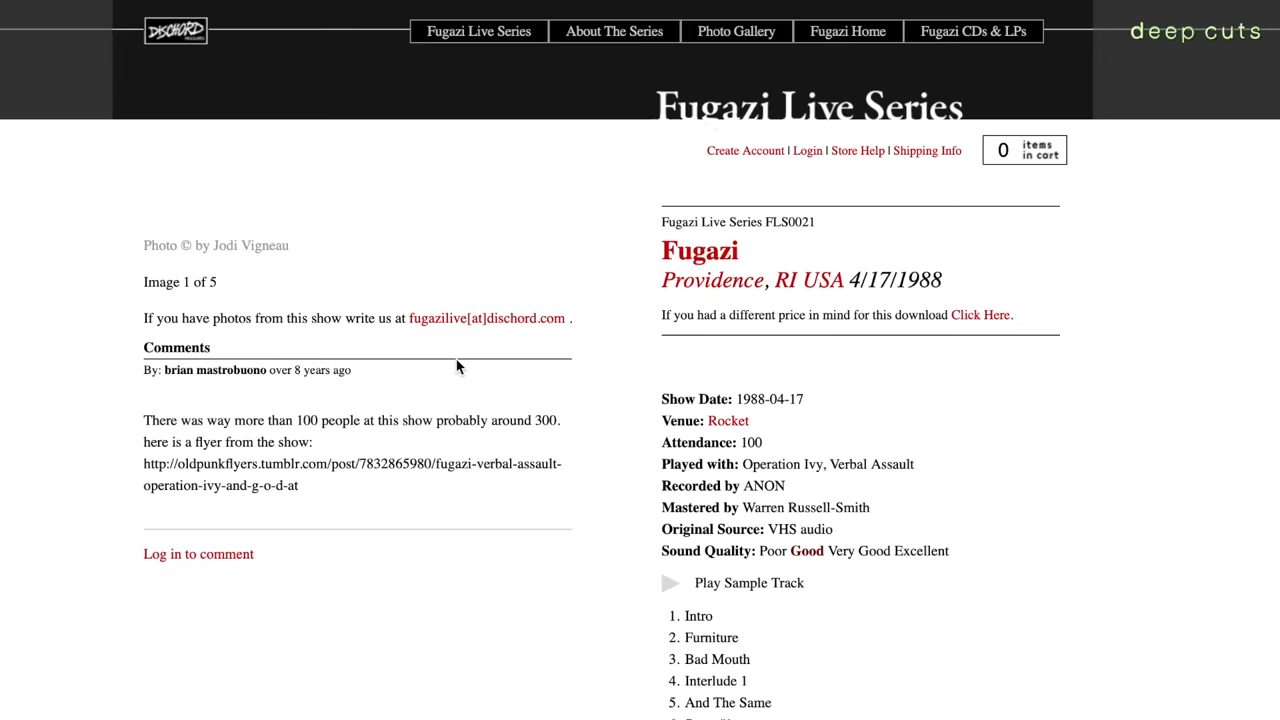 DISCHORD
Fugazi Live Series
About The Series
Photo Gallery
Fugazi Home
Fugazi CDs & LPs
deep cuts
Fugazi Live Series
Create Account | Login | Store Help | Shipping Info
0 items in cart
Photo © by Jodi Vigneau
Image 1 of 5
If you have photos from this show write us at fugazilive[at]dischord.com .
Comments
By: brian mastrobuono over 8 years ago
There was way more than 100 people at this show probably around 300.
here is a flyer from the show:
http://oldpunkflyers.tumblr.com/post/7832865980/fugazi-verbal-assault-
operation-ivy-and-g-o-d-at
Log in to comment
Fugazi Live Series FLS0021
Fugazi
Providence, RI USA 4/17/1988
If you had a different price in mind for this download Click Here.
Show Date: 1988-04-17
Venue: Rocket
Attendance: 100
Played with: Operation Ivy, Verbal Assault
Recorded by ANON
Mastered by Warren Russell-Smith
Original Source: VHS audio
Sound Quality: Poor Good Very Good Excellent
Play Sample Track
1. Intro
2. Furniture
3. Bad Mouth
4. Interlude 1
5. And The Same